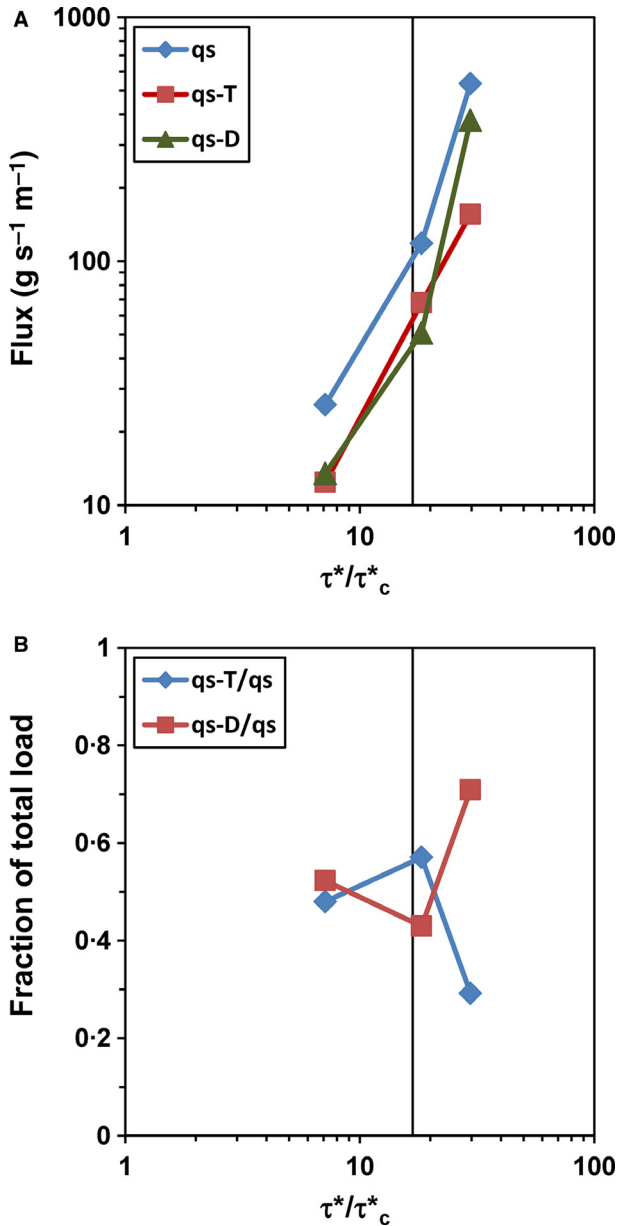 A
1000
100
10
Flux (g s⁻¹ m⁻¹)
qs
qs-T
qs-D
1 10 100
τ*/τ*c
B
1
0·8
0·6
0·4
0·2
0
Fraction of total load
qs-T/qs
qs-D/qs
1 10 100
τ*/τ*c